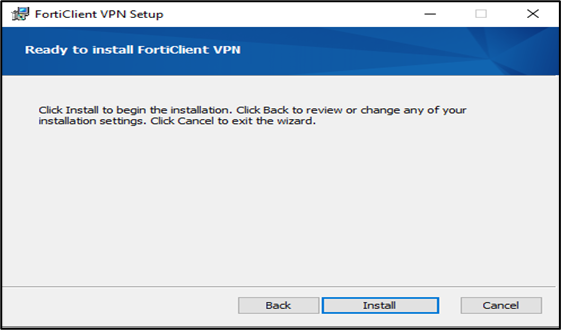 FortiClient VPN Setup
Ready to install FortiClient VPN
Click Install to begin the installation. Click Back to review or change any of your
installation settings. Click Cancel to exit the wizard.
Back Install Cancel